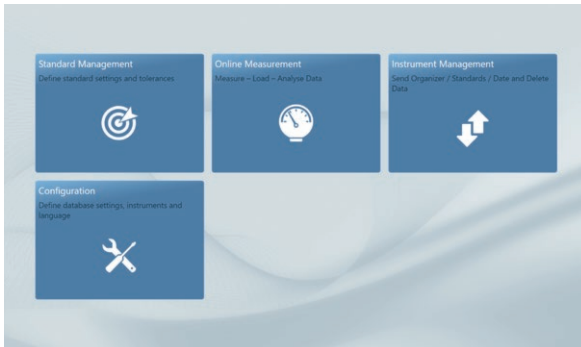 Standard Management
Define standard settings and tolerances
Online Measurement
Measure – Load – Analyse Data
Instrument Management
Send Organizer / Standards / Date and Delete
Data
Configuration
Define database settings, instruments and
language